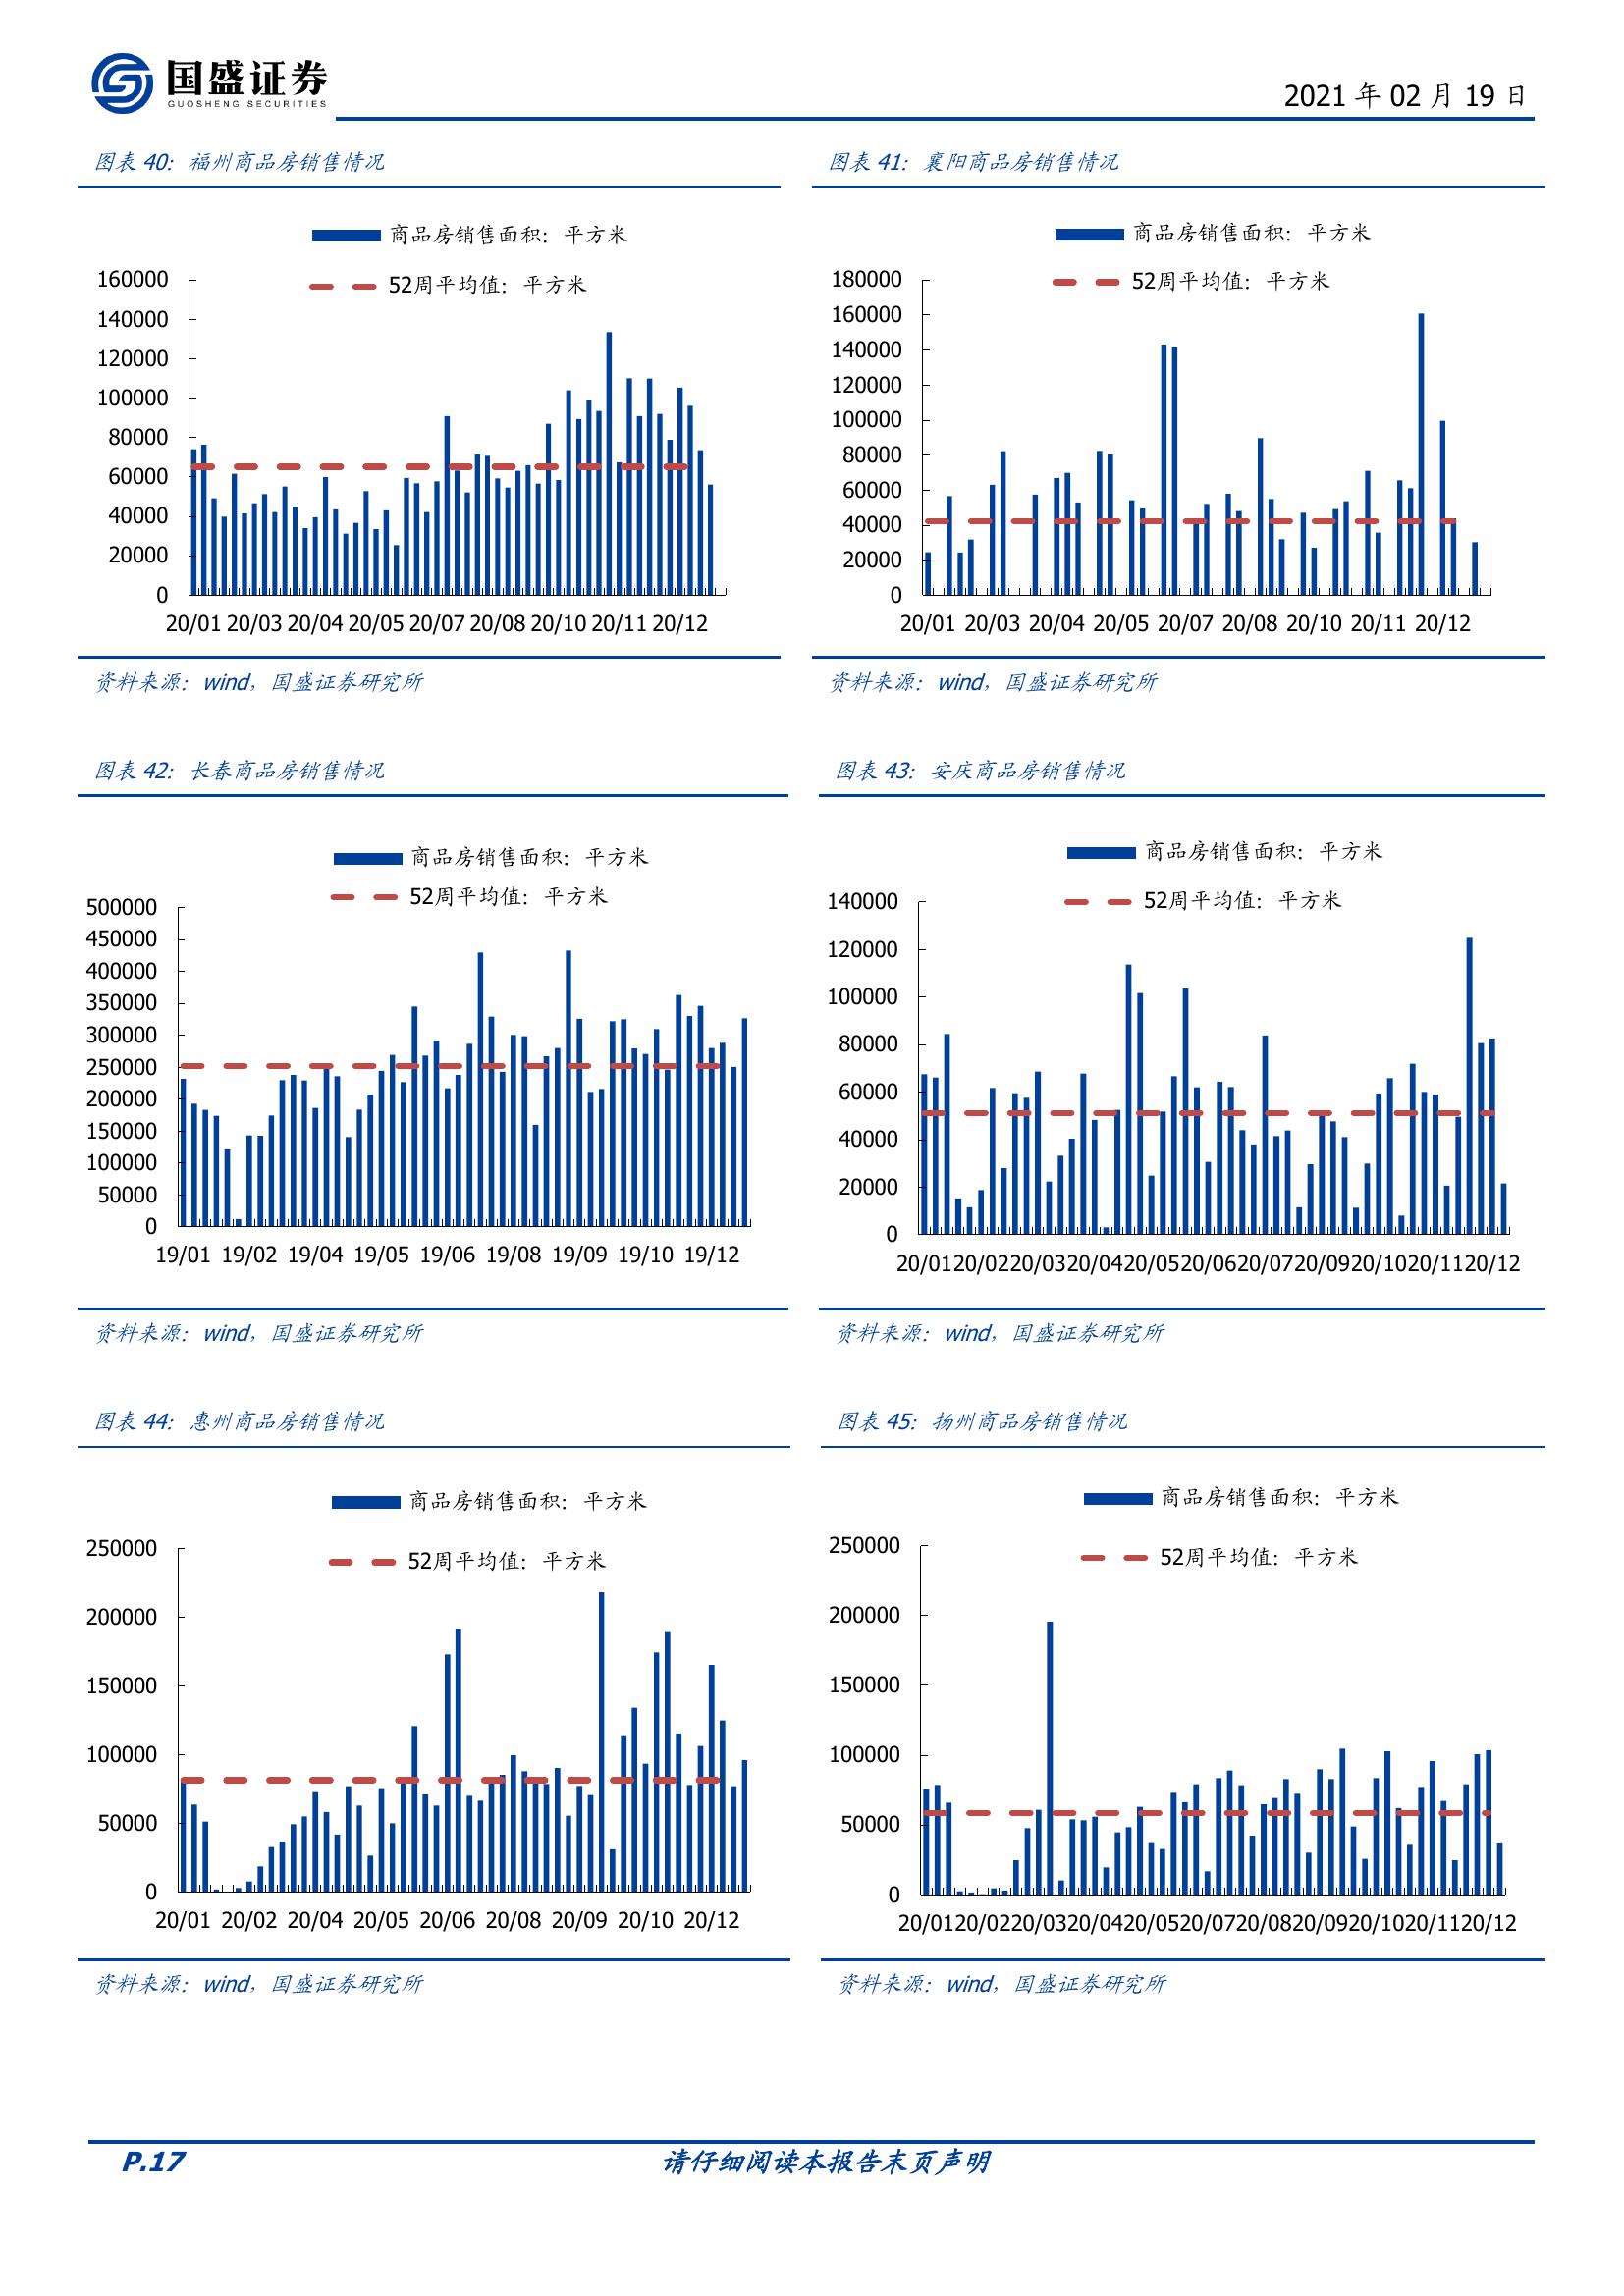 国盛证券
GUOSHENG SECURITIES
2021 年 02 月 19 日
图表 40：福州商品房销售情况
商品房销售面积：平方米
52周平均值：平方米
160000
140000
120000
100000
80000
60000
40000
20000
0
20/01 20/03 20/04 20/05 20/07 20/08 20/10 20/11 20/12
资料来源：wind，国盛证券研究所
图表 41：襄阳商品房销售情况
商品房销售面积：平方米
52周平均值：平方米
180000
160000
140000
120000
100000
80000
60000
40000
20000
0
20/01 20/03 20/04 20/05 20/07 20/08 20/10 20/11 20/12
资料来源：wind，国盛证券研究所
图表 42：长春商品房销售情况
商品房销售面积：平方米
52周平均值：平方米
500000
450000
400000
350000
300000
250000
200000
150000
100000
50000
0
19/01 19/02 19/04 19/05 19/06 19/08 19/09 19/10 19/12
资料来源：wind，国盛证券研究所
图表 43：安庆商品房销售情况
商品房销售面积：平方米
52周平均值：平方米
140000
120000
100000
80000
60000
40000
20000
0
20/0120/0220/0320/0420/0520/0620/0720/0920/1020/1120/12
资料来源：wind，国盛证券研究所
图表 44：惠州商品房销售情况
商品房销售面积：平方米
52周平均值：平方米
250000
200000
150000
100000
50000
0
20/01 20/02 20/04 20/05 20/06 20/08 20/09 20/10 20/12
资料来源：wind，国盛证券研究所
图表 45：扬州商品房销售情况
商品房销售面积：平方米
52周平均值：平方米
250000
200000
150000
100000
50000
0
20/0120/0220/0320/0420/0520/0720/0820/0920/1020/1120/12
资料来源：wind，国盛证券研究所
P.17
请仔细阅读本报告末页声明